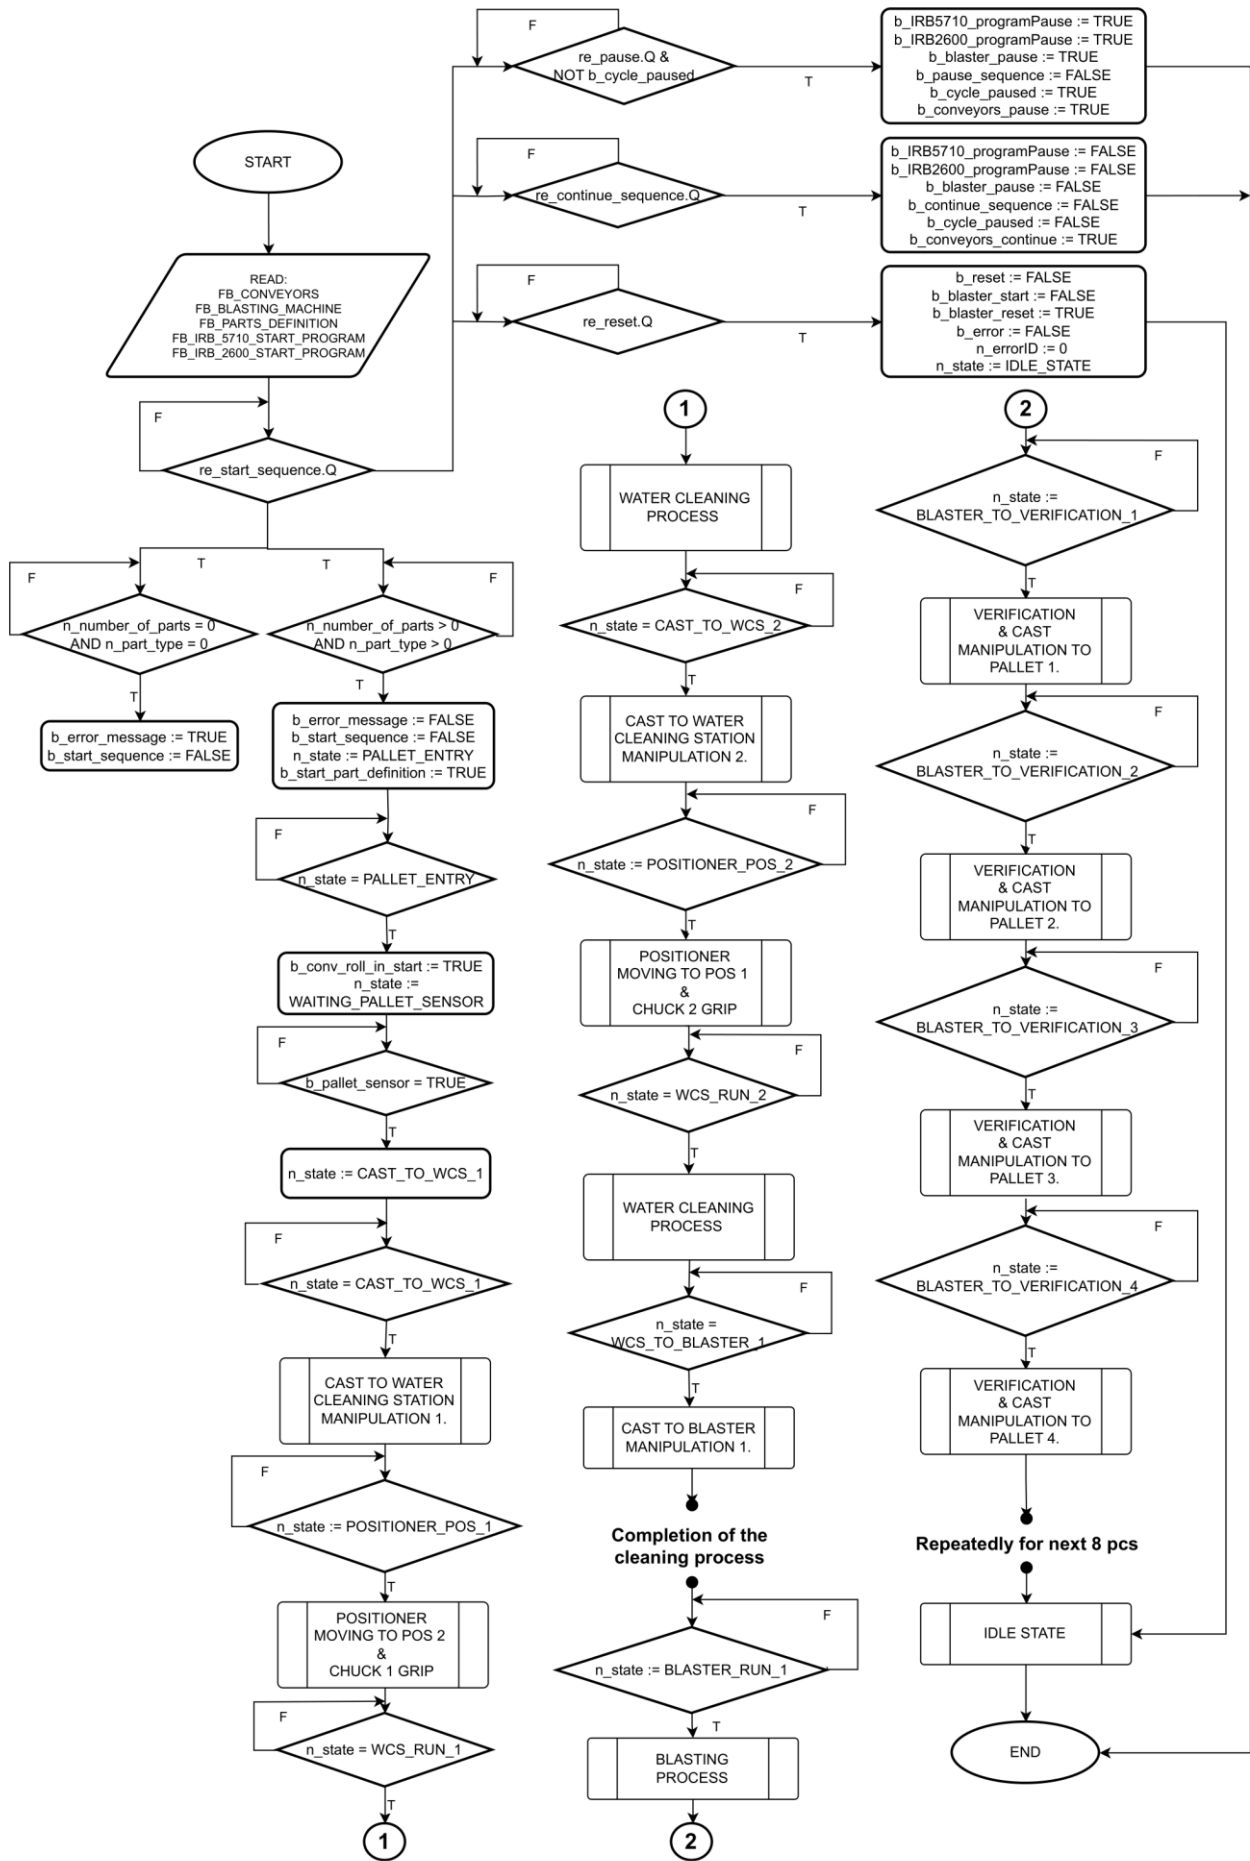 START
READ:
FB_CONVEYORS
FB_BLASTING_MACHINE
FB_PARTS_DEFINITION
FB_IRB_5710_START_PROGRAM
FB_IRB_2600_START_PROGRAM
F
re_start_sequence.Q
F
re_pause.Q &
NOT b_cycle_paused
T
b_IRB5710_programPause := TRUE
b_IRB2600_programPause := TRUE
b_blaster_pause := TRUE
b_pause_sequence := FALSE
b_cycle_paused := TRUE
b_conveyors_pause := TRUE
F
re_continue_sequence.Q
T
b_IRB5710_programPause := FALSE
b_IRB2600_programPause := FALSE
b_blaster_pause := FALSE
b_continue_sequence := FALSE
b_cycle_paused := FALSE
b_conveyors_continue := TRUE
F
re_reset.Q
T
b_reset := FALSE
b_blaster_start := FALSE
b_blaster_reset := TRUE
b_error := FALSE
n_errorID := 0
n_state := IDLE_STATE
T
F
n_number_of_parts = 0
AND n_part_type = 0
T
b_error_message := TRUE
b_start_sequence := FALSE
T
F
n_number_of_parts > 0
AND n_part_type > 0
T
b_error_message := FALSE
b_start_sequence := FALSE
n_state := PALLET_ENTRY
b_start_part_definition := TRUE
F
n_state = PALLET_ENTRY
T
b_conv_roll_in_start := TRUE
n_state :=
WAITING_PALLET_SENSOR
F
b_pallet_sensor = TRUE
T
n_state := CAST_TO_WCS_1
F
n_state = CAST_TO_WCS_1
T
CAST TO WATER
CLEANING STATION
MANIPULATION 1.
F
n_state := POSITIONER_POS_1
T
POSITIONER
MOVING TO POS 2
&
CHUCK 1 GRIP
F
n_state = WCS_RUN_1
T
1
1
WATER CLEANING
PROCESS
F
n_state = CAST_TO_WCS_2
T
CAST TO WATER
CLEANING STATION
MANIPULATION 2.
F
n_state := POSITIONER_POS_2
T
POSITIONER
MOVING TO POS 1
&
CHUCK 2 GRIP
F
n_state = WCS_RUN_2
T
WATER CLEANING
PROCESS
F
n_state =
WCS_TO_BLASTER_1
T
CAST TO BLASTER
MANIPULATION 1.
Completion of the
cleaning process
F
n_state := BLASTER_RUN_1
T
BLASTING
PROCESS
2
2
F
n_state :=
BLASTER_TO_VERIFICATION_1
T
VERIFICATION
& CAST
MANIPULATION TO
PALLET 1.
F
n_state :=
BLASTER_TO_VERIFICATION_2
T
VERIFICATION
& CAST
MANIPULATION TO
PALLET 2.
F
n_state :=
BLASTER_TO_VERIFICATION_3
T
VERIFICATION
& CAST
MANIPULATION TO
PALLET 3.
F
n_state :=
BLASTER_TO_VERIFICATION_4
T
VERIFICATION
& CAST
MANIPULATION TO
PALLET 4.
Repeatedly for next 8 pcs
IDLE STATE
END